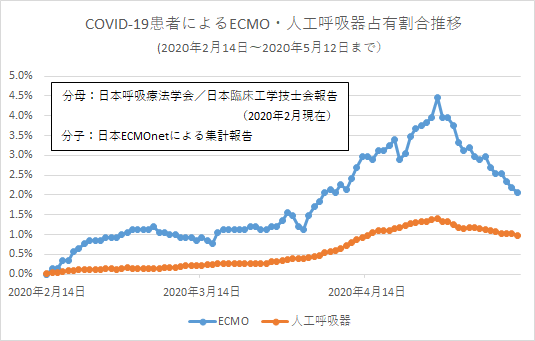 COVID-19患者によるECMO・人工呼吸器占有割合推移
(2020年2月14日～2020年5月12日まで)
5.0%
4.5%
4.0%
3.5%
3.0%
2.5%
2.0%
1.5%
1.0%
0.5%
0.0%
分母：日本呼吸療法学会／日本臨床工学技士会報告
（2020年2月現在）
分子：日本ECMOnetによる集計報告
2020年2月14日
2020年3月14日
2020年4月14日
ECMO
人工呼吸器